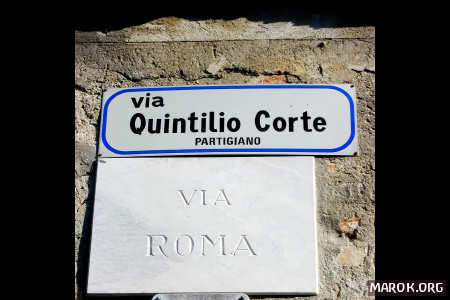 via
Quintilio Corte
PARTIGIANO
VIA
ROMA
MAROK.ORG